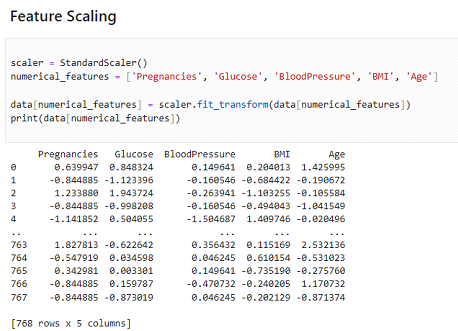 Feature Scaling
scaler = StandardScaler()
numerical_features = ['Pregnancies', 'Glucose', 'BloodPressure', 'BMI', 'Age']
data[numerical_features] = scaler.fit_transform(data[numerical_features])
print(data[numerical_features])
Pregnancies Glucose BloodPressure BMI Age
0 0.639947 0.848324 0.149641 0.204013 1.425995
1 -0.844885 -1.123396 -0.160546 -0.684422 -0.190672
2 1.233880 1.943724 -0.263941 -1.103255 -0.105584
3 -0.844885 -0.998208 -0.160546 -0.494043 -1.041549
4 -1.141852 0.504055 -1.504687 1.409746 -0.020496
.. ... ... ... ... ...
763 1.827813 -0.622642 0.356432 0.115169 2.532136
764 -0.547919 0.034598 0.046245 0.610154 -0.531023
765 0.342981 0.003301 0.149641 -0.735190 -0.275760
766 -0.844885 0.159787 -0.470732 -0.240205 1.170732
767 -0.844885 -0.873019 0.046245 -0.202129 -0.871374
[768 rows x 5 columns]